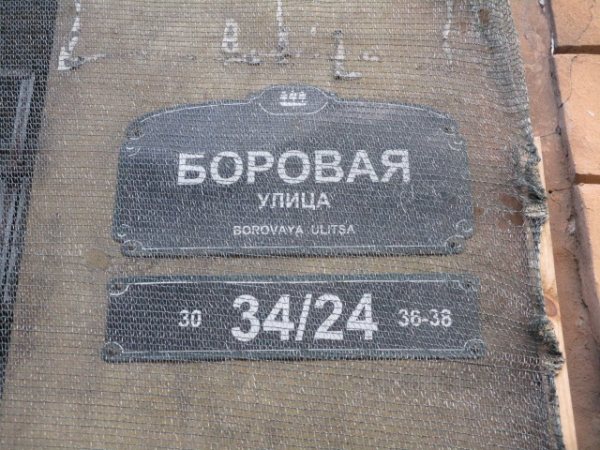 БОРОВАЯ
УЛИЦА
BOROVAYA ULITSA
30 34/24 36-38